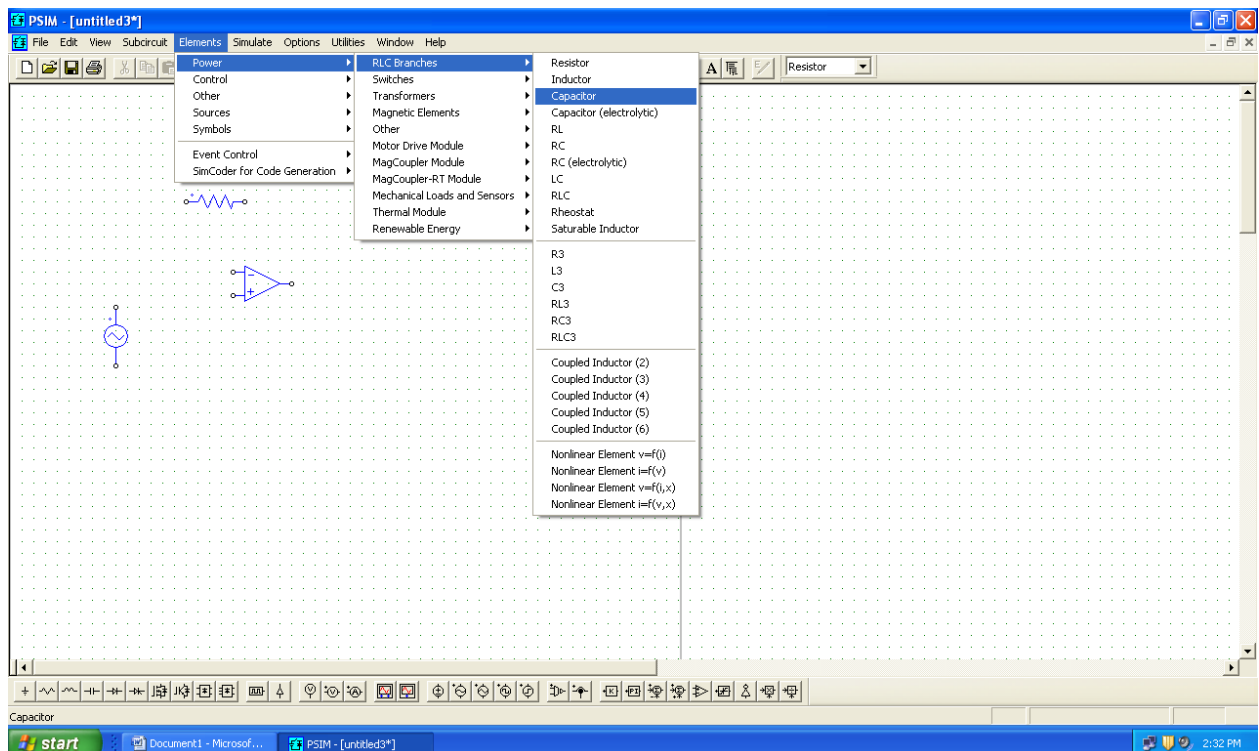 PSIM - [untitled3*]
File Edit View Subcircuit Elements Simulate Options Utilities Window Help
A Resistor
Power
Control
Other
Sources
Symbols
Event Control
SimCoder for Code Generation
RLC Branches
Switches
Transformers
Magnetic Elements
Other
Motor Drive Module
MagCoupler Module
MagCoupler-RT Module
Mechanical Loads and Sensors
Thermal Module
Renewable Energy
Resistor
Inductor
Capacitor
Capacitor (electrolytic)
RL
RC
RC (electrolytic)
LC
RLC
Rheostat
Saturable Inductor
R3
L3
C3
RL3
RC3
RLC3
Coupled Inductor (2)
Coupled Inductor (3)
Coupled Inductor (4)
Coupled Inductor (5)
Coupled Inductor (6)
Nonlinear Element v=f(i)
Nonlinear Element i=f(v)
Nonlinear Element v=f(i,x)
Nonlinear Element i=f(v,x)
Capacitor
start Document1 - Microsof... PSIM - [untitled3*] 2:32 PM